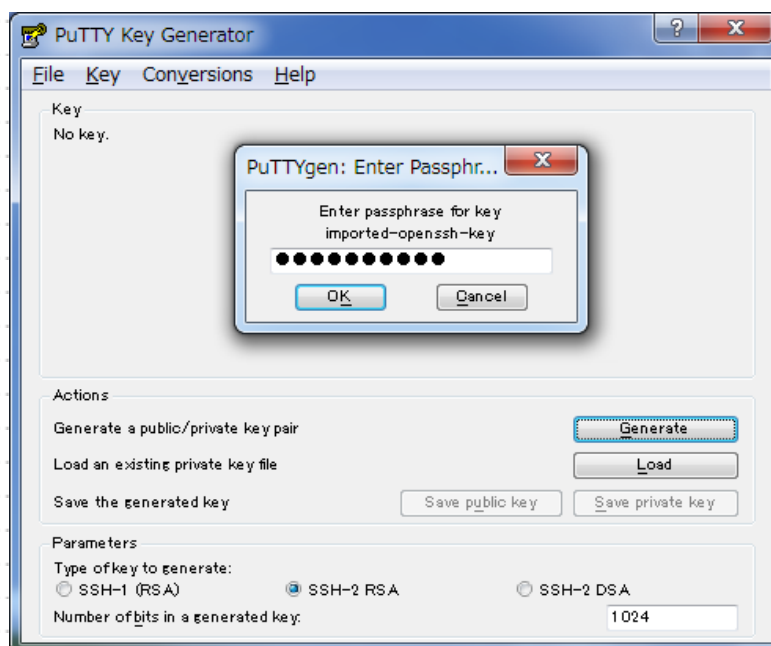 PuTTY Key Generator
File Key Conversions Help
Key
No key.
PuTTYgen: Enter Passphr...
Enter passphrase for key
imported-openssh-key
●●●●●●●●●●
OK Cancel
Actions
Generate a public/private key pair Generate
Load an existing private key file Load
Save the generated key Save public key Save private key
Parameters
Type of key to generate:
SSH-1 (RSA) SSH-2 RSA SSH-2 DSA
Number of bits in a generated key: 1024